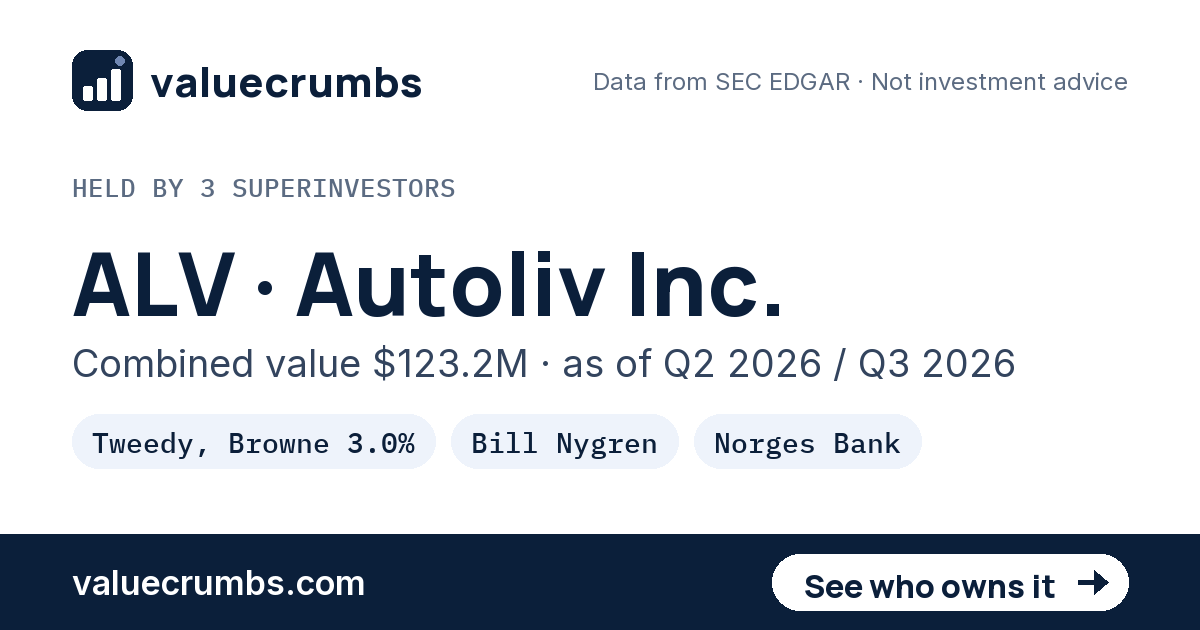 valuecrumbs
Data from SEC EDGAR · Not investment advice
HELD BY 3 SUPERINVESTORS
ALV · Autoliv Inc.
Combined value $123.2M · as of Q2 2026 / Q3 2026
Tweedy, Browne 3.0%
Bill Nygren
Norges Bank
valuecrumbs.com
See who owns it →